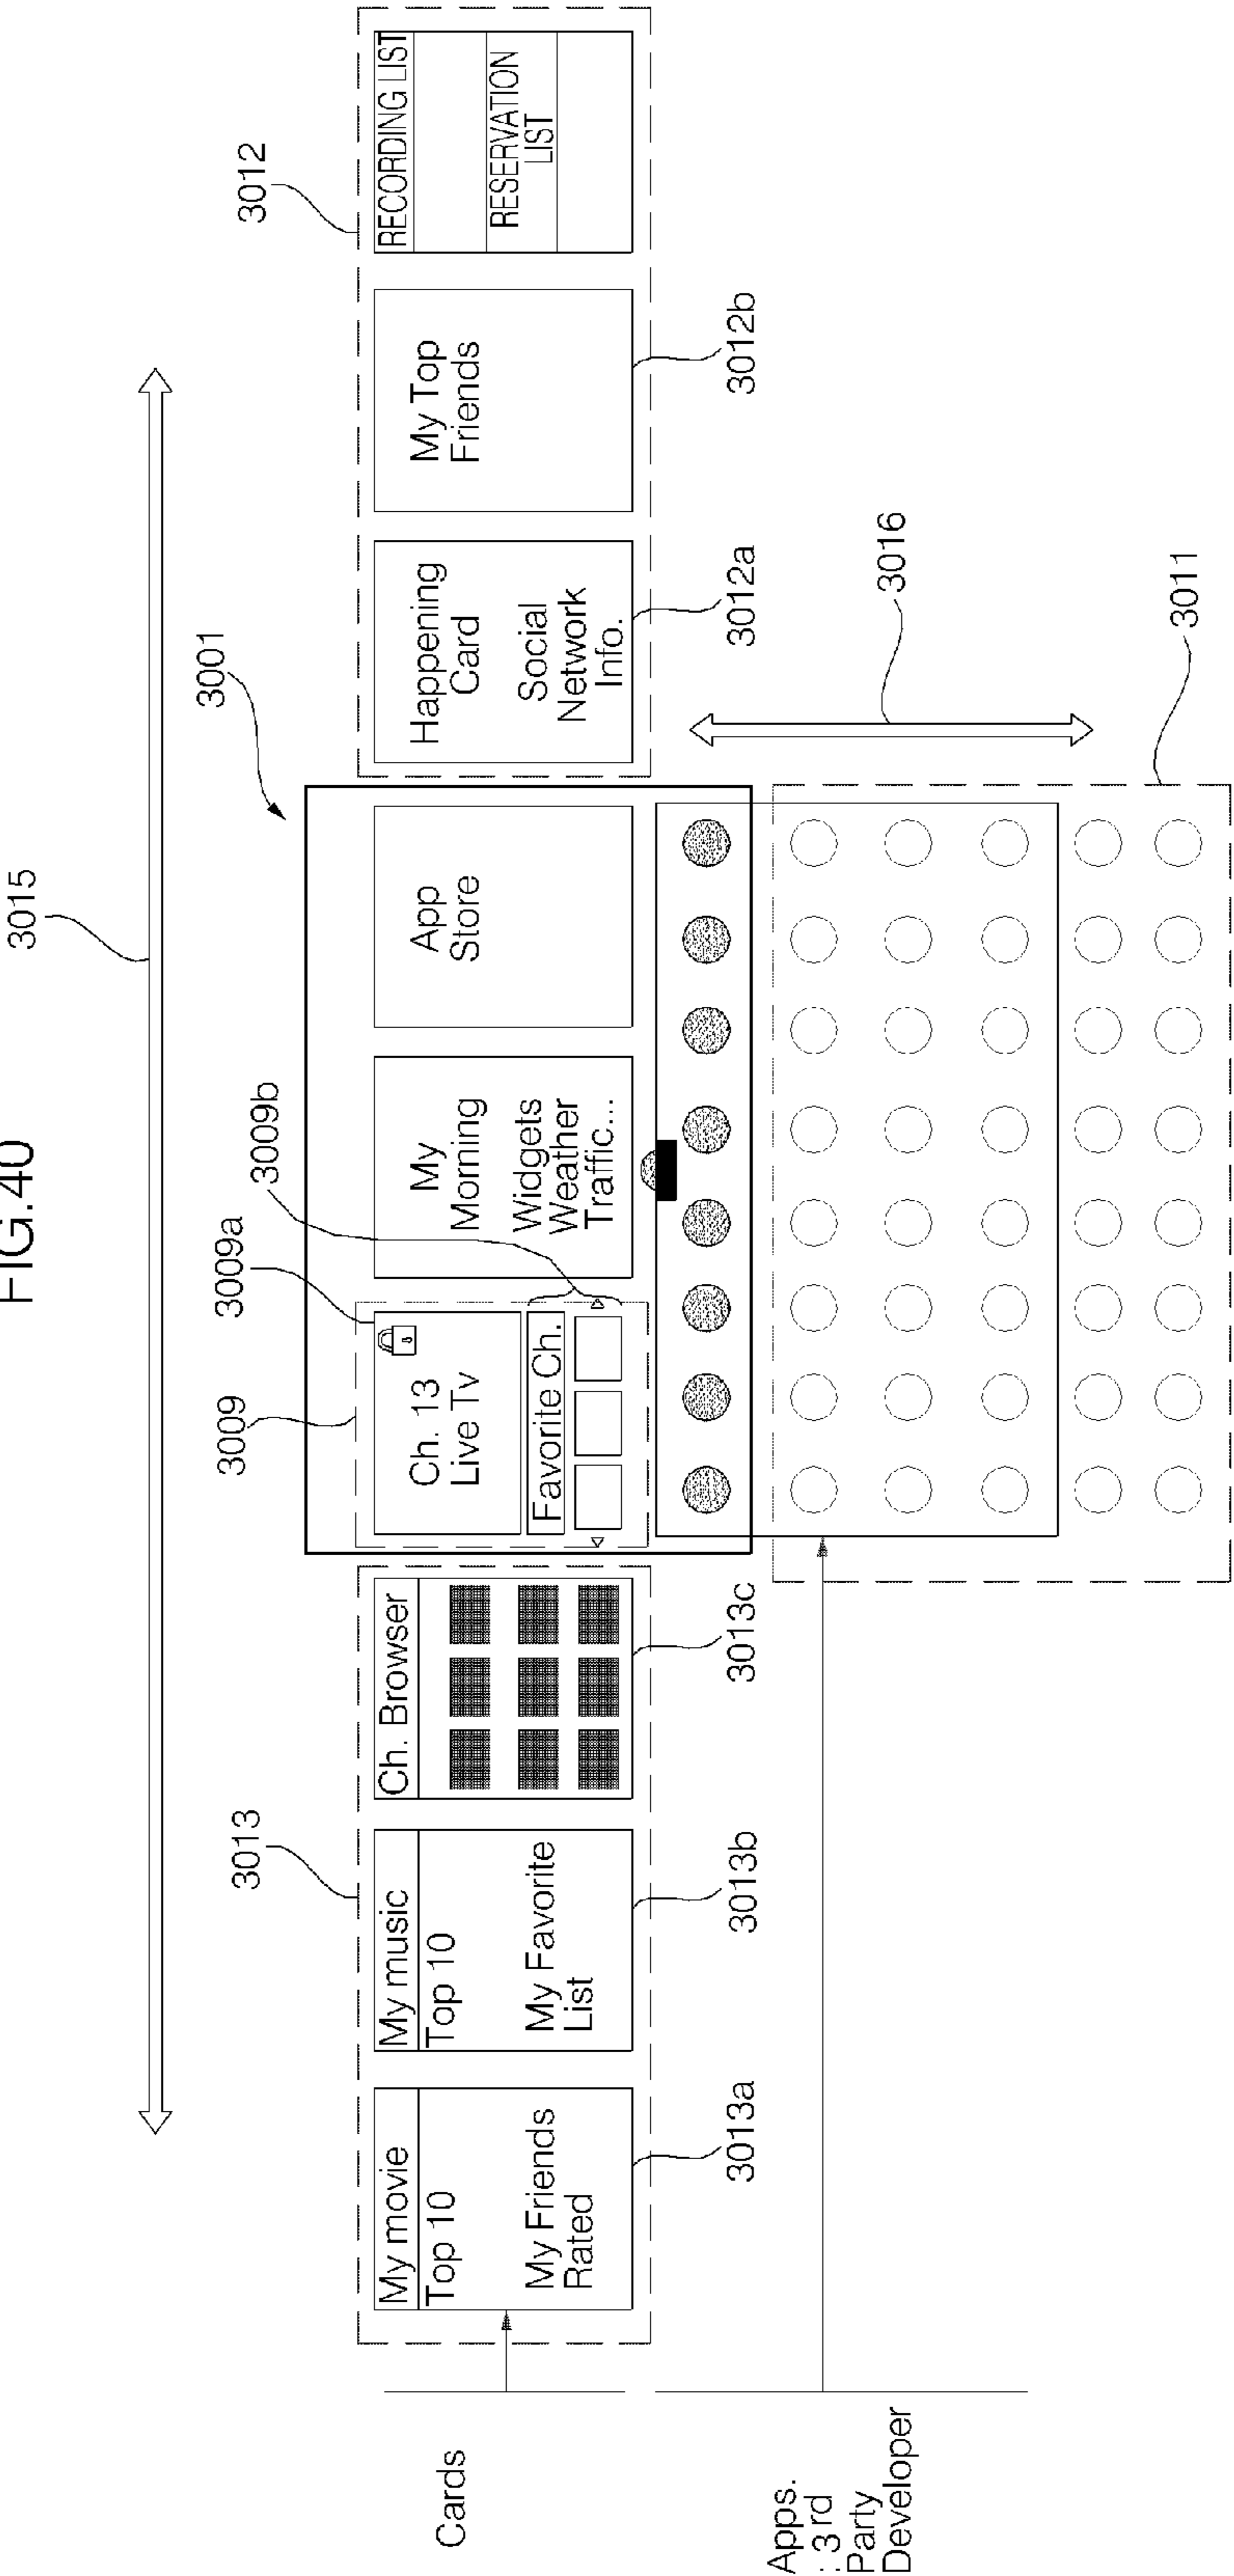 FIG.40
3015
3001
3009
3009a
3009b
3013
3012
Cards
My movie
Top 10
My Friends
Rated
My music
Top 10
My Favorite
List
Ch. Browser
Ch. 13
Live Tv
Favorite Ch.
My
Morning
Widgets
Weather
Traffic...
App
Store
Happening
Card
Social
Network
Info.
My Top
Friends
RECORDING LIST
RESERVATION
LIST
3013a
3013b
3013c
3012a
3012b
3016
3011
Apps.
: 3 rd
Party
Developer